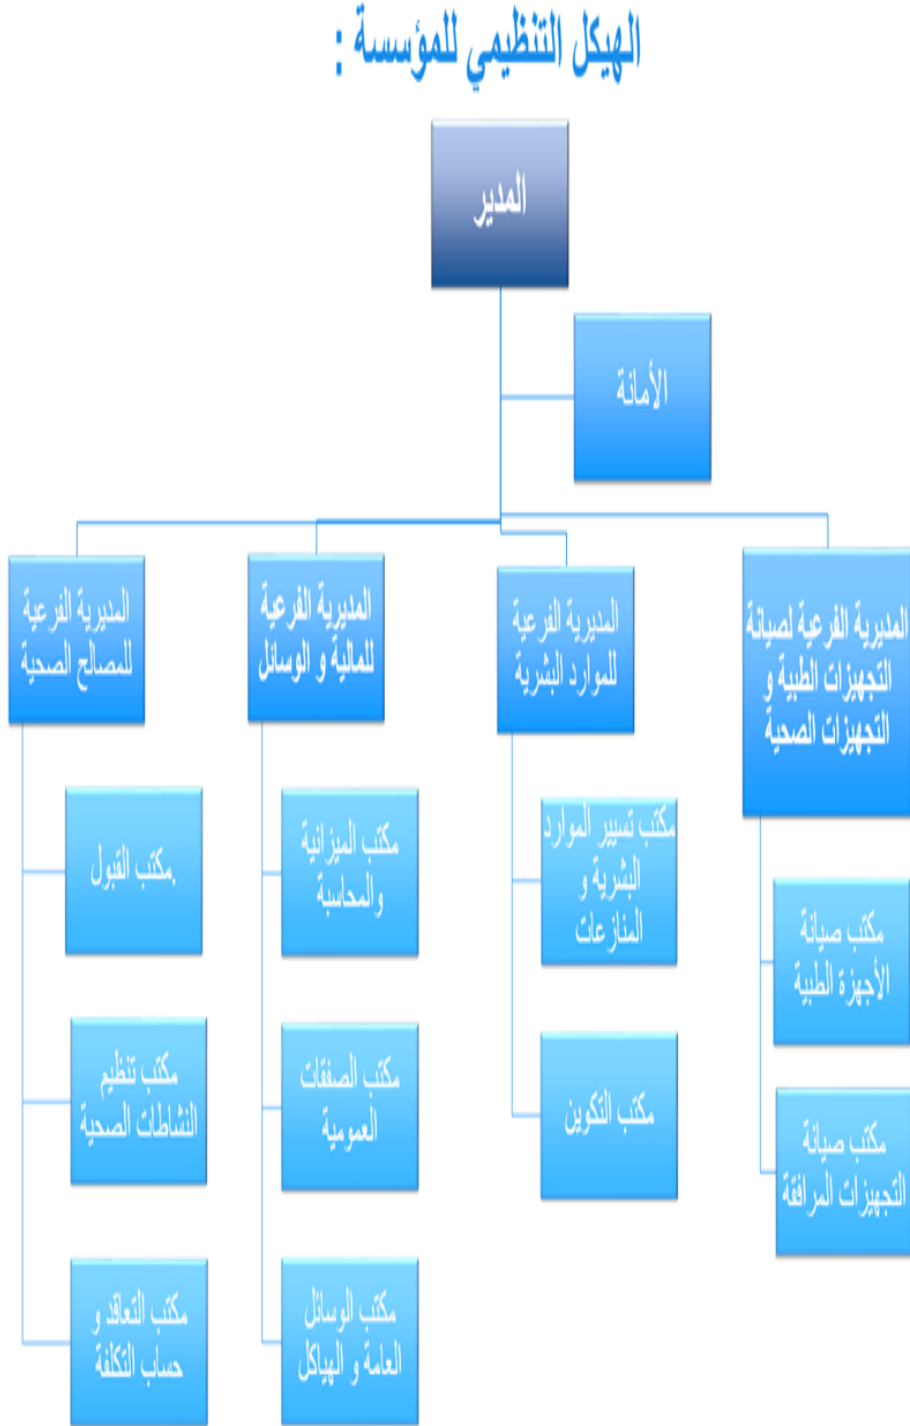 الهيكل التنظيمي للمؤسسة :
المدير
الأمانة
المديرية الفرعية لصيانة
التجهيزات الطبية و
التجهيزات الصحية
المديرية الفرعية
للموارد البشرية
المديرية الفرعية
للمالية و الوسائل
المديرية الفرعية
للمصالح الصحية
مكتب صيانة
الأجهزة الطبية
مكتب صيانة
التجهيزات المرافقة
مكتب تسيير الموارد
البشرية و
المنازعات
مكتب التكوين
مكتب الميزانية
والمحاسبة
مكتب الصفقات
العمومية
مكتب الوسائل
العامة و الهياكل
مكتب القبول.
مكتب تنظيم
النشاطات الصحية
مكتب التعاقد و
حساب التكلفة